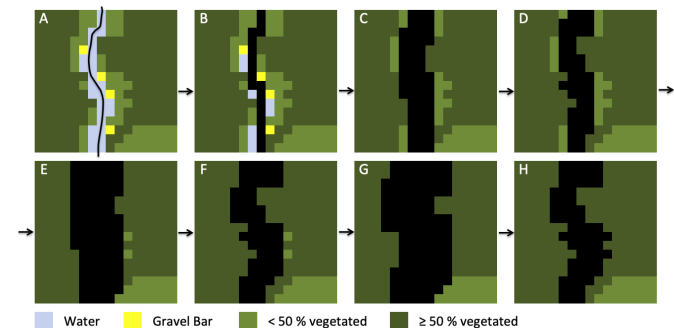 A B C D
E F G H
Water Gravel Bar < 50 % vegetated ≥ 50 % vegetated